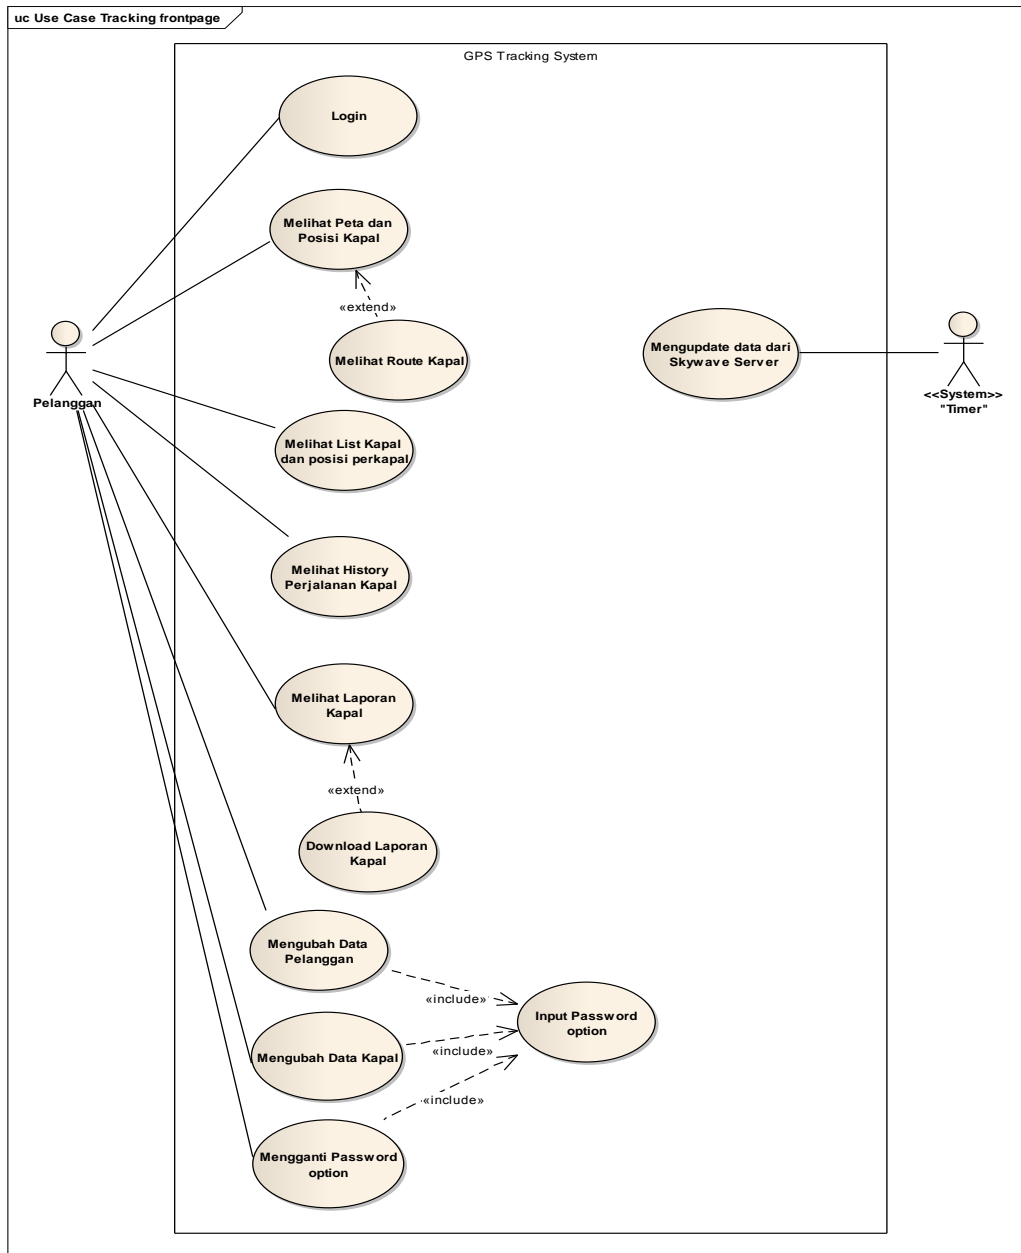 uc Use Case Tracking frontpage
GPS Tracking System
Login
Melihat Peta dan
Posisi Kapal
«extend»
Melihat Route Kapal
Mengupdate data dari
Skywave Server
<<System>>
"Timer"
Pelanggan
Melihat List Kapal
dan posisi perkapal
Melihat History
Perjalanan Kapal
Melihat Laporan
Kapal
«extend»
Download Laporan
Kapal
Mengubah Data
Pelanggan
«include»
Input Password
option
Mengubah Data Kapal
«include»
«include»
Mengganti Password
option